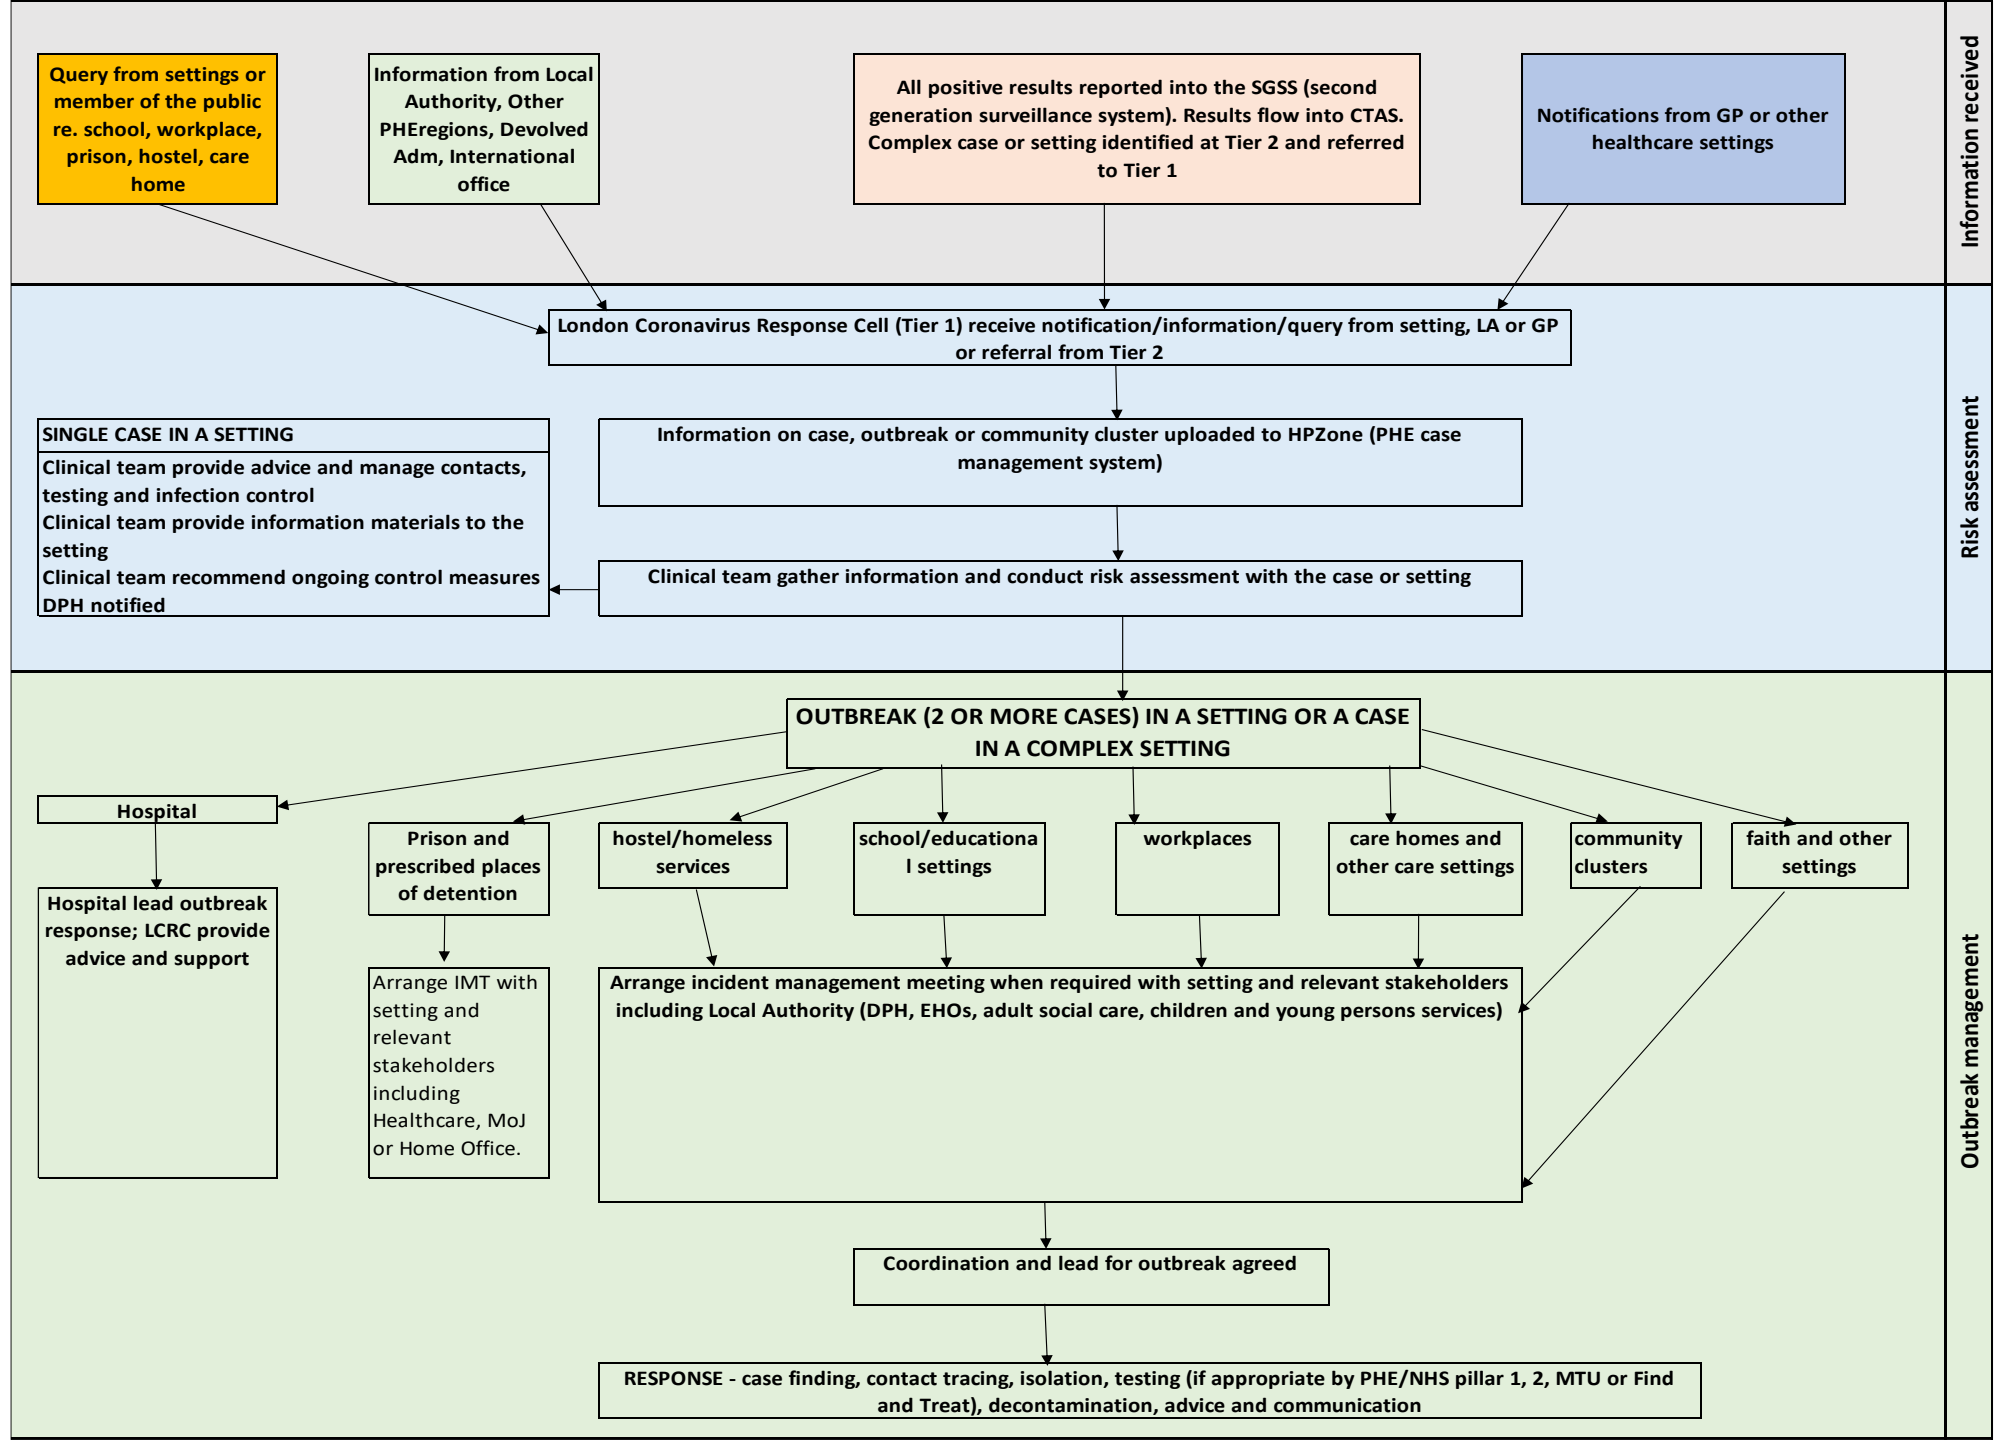 Query from settings or
member of the public
re. school, workplace,
prison, hostel, care
home
Information from Local
Authority, Other
PHEregions, Devolved
Adm, International
office
All positive results reported into the SGSS (second
generation surveillance system). Results flow into CTAS.
Complex case or setting identified at Tier 2 and referred
to Tier 1
Notifications from GP or other
healthcare settings
Information received
London Coronavirus Response Cell (Tier 1) receive notification/information/query from setting, LA or GP
or referral from Tier 2
SINGLE CASE IN A SETTING
Clinical team provide advice and manage contacts,
testing and infection control
Clinical team provide information materials to the
setting
Clinical team recommend ongoing control measures
DPH notified
Information on case, outbreak or community cluster uploaded to HPZone (PHE case
management system)
Clinical team gather information and conduct risk assessment with the case or setting
Risk assessment
OUTBREAK (2 OR MORE CASES) IN A SETTING OR A CASE
IN A COMPLEX SETTING
Hospital
Prison and
prescribed places
of detention
hostel/homeless
services
school/educationa
l settings
workplaces
care homes and
other care settings
community
clusters
faith and other
settings
Hospital lead outbreak
response; LCRC provide
advice and support
Arrange IMT with
setting and
relevant
stakeholders
including
Healthcare, MoJ
or Home Office.
Arrange incident management meeting when required with setting and relevant stakeholders
including Local Authority (DPH, EHOs, adult social care, children and young persons services)
Coordination and lead for outbreak agreed
RESPONSE - case finding, contact tracing, isolation, testing (if appropriate by PHE/NHS pillar 1, 2, MTU or Find
and Treat), decontamination, advice and communication
Outbreak management